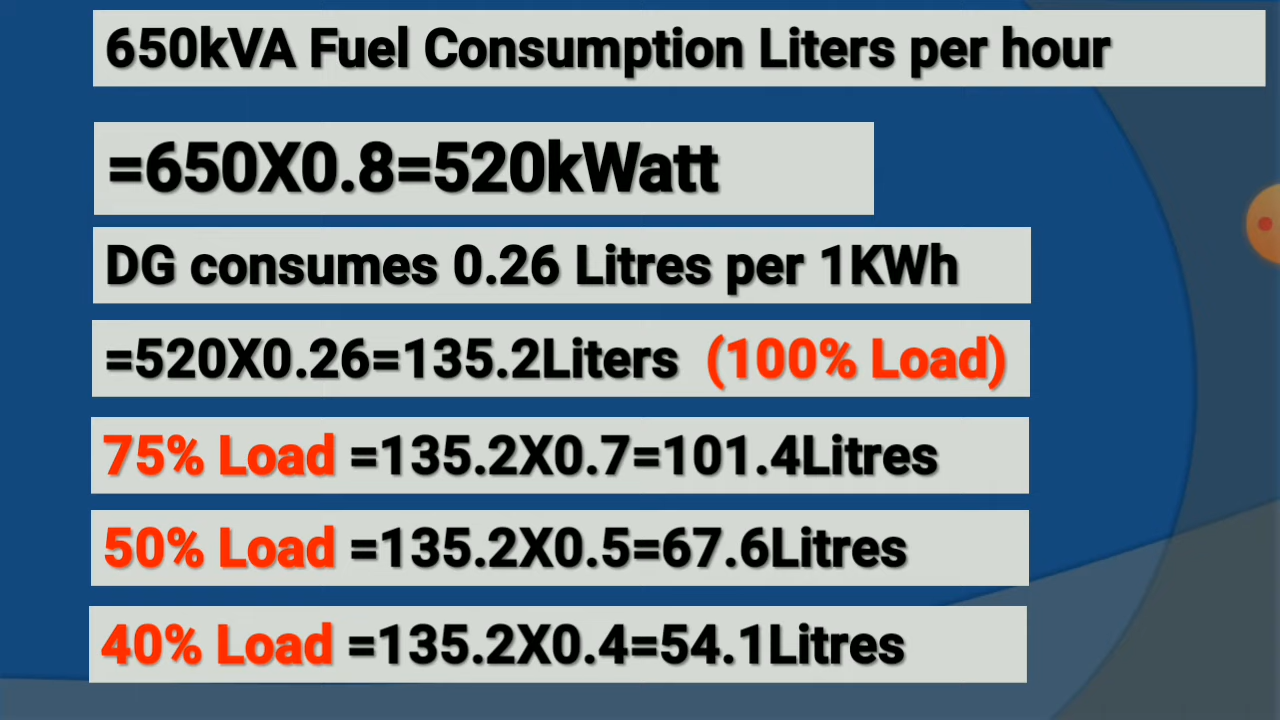 650kVA Fuel Consumption Liters per hour
=650X0.8=520kWatt
DG consumes 0.26 Litres per 1KWh
=520X0.26=135.2Liters (100% Load)
75% Load =135.2X0.7=101.4Litres
50% Load =135.2X0.5=67.6Litres
40% Load =135.2X0.4=54.1Litres